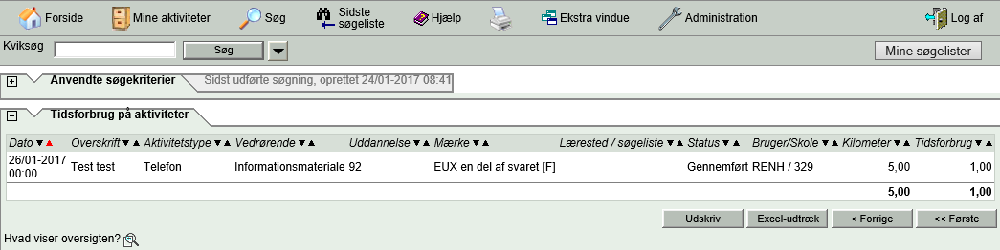 Forside Mine aktiviteter Søg Sidste søgeliste Hjælp Ekstra vindue Administration Log af
Kviksøg Søg Mine søgelister
Anvendte søgekriterier Sidst udførte søgning, oprettet 24/01-2017 08:41
Tidsforbrug på aktiviteter
Dato Overskrift Aktivitetstype Vedrørende Uddannelse Mærke Lærested / søgeliste Status Bruger/Skole Kilometer Tidsforbrug
26/01-2017 00:00 Test test Telefon Informationsmateriale 92 EUX en del af svaret [F] Gennemført RENH / 329 5,00 1,00
5,00 1,00
Udskriv Excel-udtræk < Forrige << Første
Hvad viser oversigten?